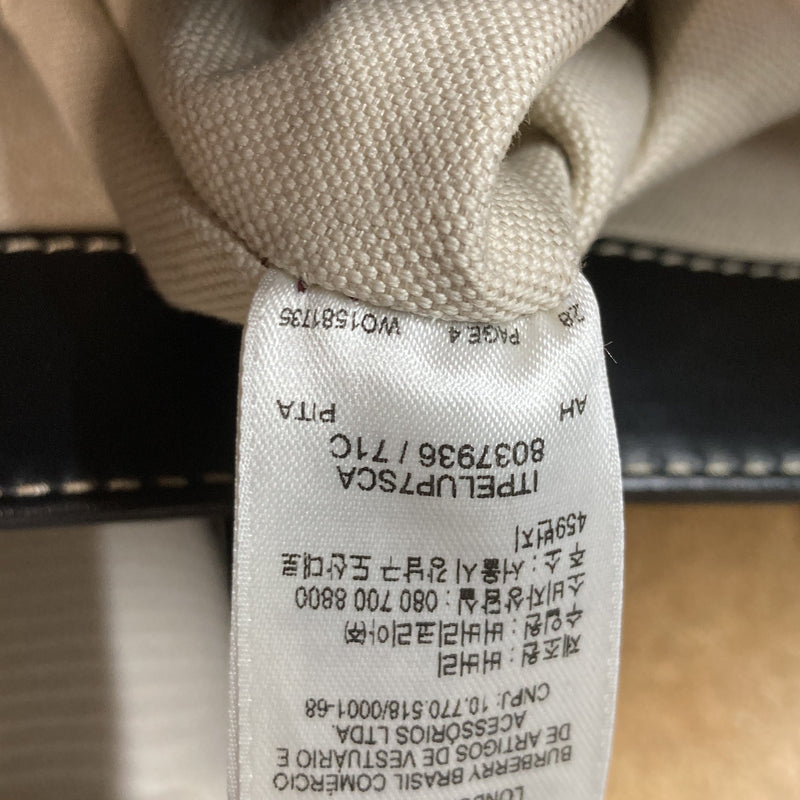 LONDO
BURBERRY BRASIL COMÉRCIO
DE ARTIGOS DE VESTUÁRIO E
ACESSÓRIOS LTDA.
CNPJ: 10.770.518/0001-68
제조원 : 버버리
수입원 : 버버리코리아㈜
소비자상담실 : 080 700 8800
주 소 : 서울시 강남구 도산대로
459번지
ITPELUP7SCA
8037936 / 71C
AH PITA
28 PAGE 4 WO1581735